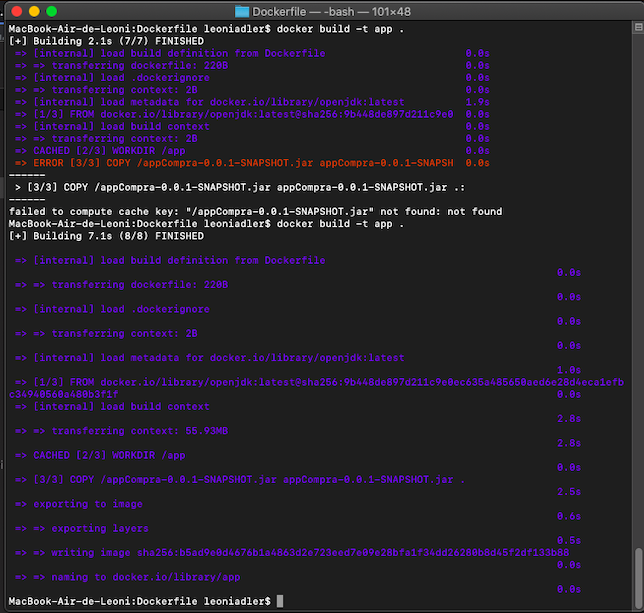 Dockerfile — -bash — 101×48
MacBook-Air-de-Leoni:Dockerfile leoniadler$ docker build -t app .
[+] Building 2.1s (7/7) FINISHED
=> [internal] load build definition from Dockerfile 0.0s
=> => transferring dockerfile: 220B 0.0s
=> [internal] load .dockerignore 0.0s
=> => transferring context: 2B 0.0s
=> [internal] load metadata for docker.io/library/openjdk:latest 1.9s
=> [1/3] FROM docker.io/library/openjdk:latest@sha256:9b448de897d211c9e0 0.0s
=> [internal] load build context 0.0s
=> => transferring context: 2B 0.0s
=> CACHED [2/3] WORKDIR /app 0.0s
=> ERROR [3/3] COPY /appCompra-0.0.1-SNAPSHOT.jar appCompra-0.0.1-SNAPSH 0.0s
------
> [3/3] COPY /appCompra-0.0.1-SNAPSHOT.jar appCompra-0.0.1-SNAPSHOT.jar .:
------
failed to compute cache key: "/appCompra-0.0.1-SNAPSHOT.jar" not found: not found
MacBook-Air-de-Leoni:Dockerfile leoniadler$ docker build -t app .
[+] Building 7.1s (8/8) FINISHED
=> [internal] load build definition from Dockerfile
0.0s
=> => transferring dockerfile: 220B
0.0s
=> [internal] load .dockerignore
0.0s
=> => transferring context: 2B
0.0s
=> [internal] load metadata for docker.io/library/openjdk:latest
1.0s
=> [1/3] FROM docker.io/library/openjdk:latest@sha256:9b448de897d211c9e0ec635a485650aed6e28d4eca1efb
c34940560a480b3f1f 0.0s
=> [internal] load build context
2.8s
=> => transferring context: 55.93MB
2.8s
=> CACHED [2/3] WORKDIR /app
0.0s
=> [3/3] COPY /appCompra-0.0.1-SNAPSHOT.jar appCompra-0.0.1-SNAPSHOT.jar .
2.5s
=> exporting to image
0.6s
=> => exporting layers
0.5s
=> => writing image sha256:b5ad9e0d4676b1a4863d2e723eed7e09e28bfa1f34dd26280b8d45f2df133b88
0.0s
=> => naming to docker.io/library/app
0.0s
MacBook-Air-de-Leoni:Dockerfile leoniadler$